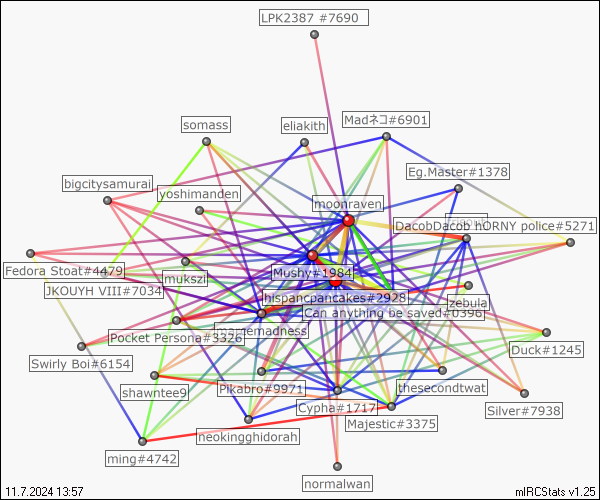 LPK2387 #7690
somass
eliakith
Madネコ#6901
Eg.Master#1378
bigcitysamurai
yoshimanden
moonraven
DacobDacob hORNY police#5271
Fedora Stoat#4479
mukszi
Mushy#1984
JKOUYH VIII#7034
hispancpancakes#2928
zebula
Can anything be saved#0398
Pocket Persona#3326
Duck#1245
Swirly Boi#6154
shawntee9
Pikabro#9971
thesecondtwat
Cypha#1717
Silver#7938
neokingghidorah
Majestic#3375
ming#4742
normalwan
11.7.2024 13:57
mIRCStats v1.25